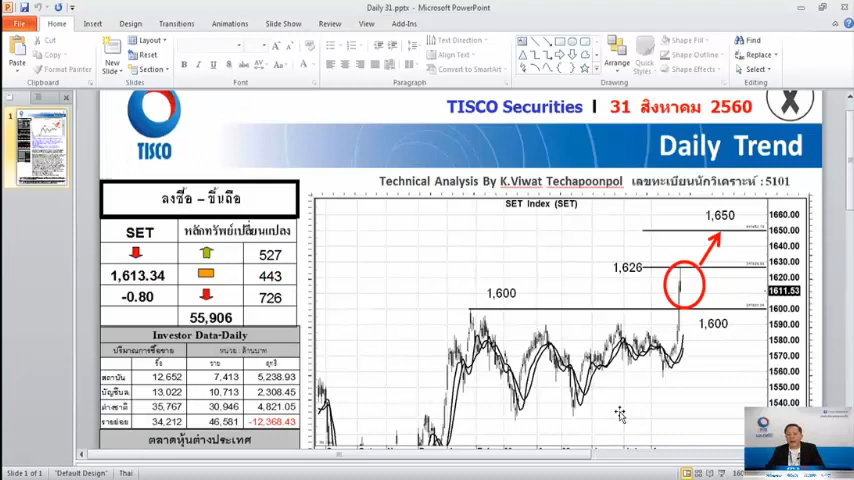 Daily 31.pptx - Microsoft PowerPoint
File Home Insert Design Transitions Animations Slide Show Review View Add-Ins
Paste Cut Copy Format Painter
New Slide Layout Reset Section
Text Direction Align Text Convert to SmartArt
Arrange Quick Styles Shape Fill Shape Outline Shape Effects
Find Replace Select
Clipboard Slides Font Paragraph Drawing Editing
1
TISCO
TISCO Securities I 31 สิงหาคม 2560
X
Daily Trend
Technical Analysis By K.Viwat Techapoonpol เลขทะเบียนนักวิเคราะห์ :5101
ลงซื้อ – ขึ้นถือ
SET หลักทรัพย์เปลี่ยนแปลง
527
1,613.34 443
-0.80 726
55,906
Investor Data-Daily
ปริมาณการซื้อขาย หน่วย : ล้านบาท
ซื้อ ขาย สุทธิ
สถาบัน 12,652 7,413 5,238.93
บัญชีบล. 13,022 10,713 2,308.45
ต่างชาติ 35,767 30,946 4,821.05
รายย่อย 34,212 46,581 -12,368.43
ตลาดหุ้นต่างประเทศ
SET Index (SET)
1,650
1,626
1,600
1,600
1660.00
1650.00
1640.00
1630.00
1620.00
1611.53
1600.00
1590.00
1580.00
1570.00
1560.00
1550.00
1540.00
Slide 1 of 1 "Default Design" Thai